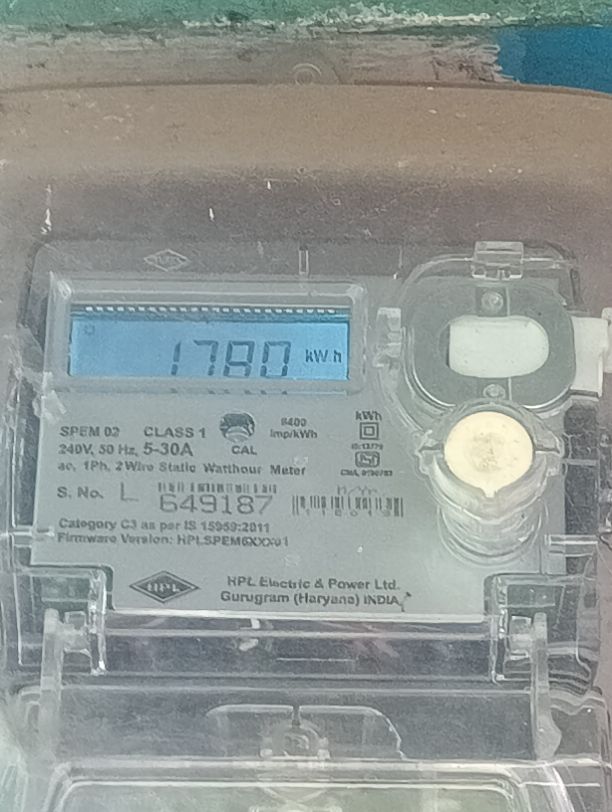 1780 kWh
SPEM 02 CLASS 1
240V, 50 Hz, 5-30A
ac, 1Ph, 2Wire Static Watthour Meter
CAL
6400
imp/kWh
kWh
IS:13779
S. No. L 649187
Category C3 as per IS 15959:2011
Firmware Version:
HPL
HPL Electric & Power Ltd.
Gurugram (Haryana) INDIA